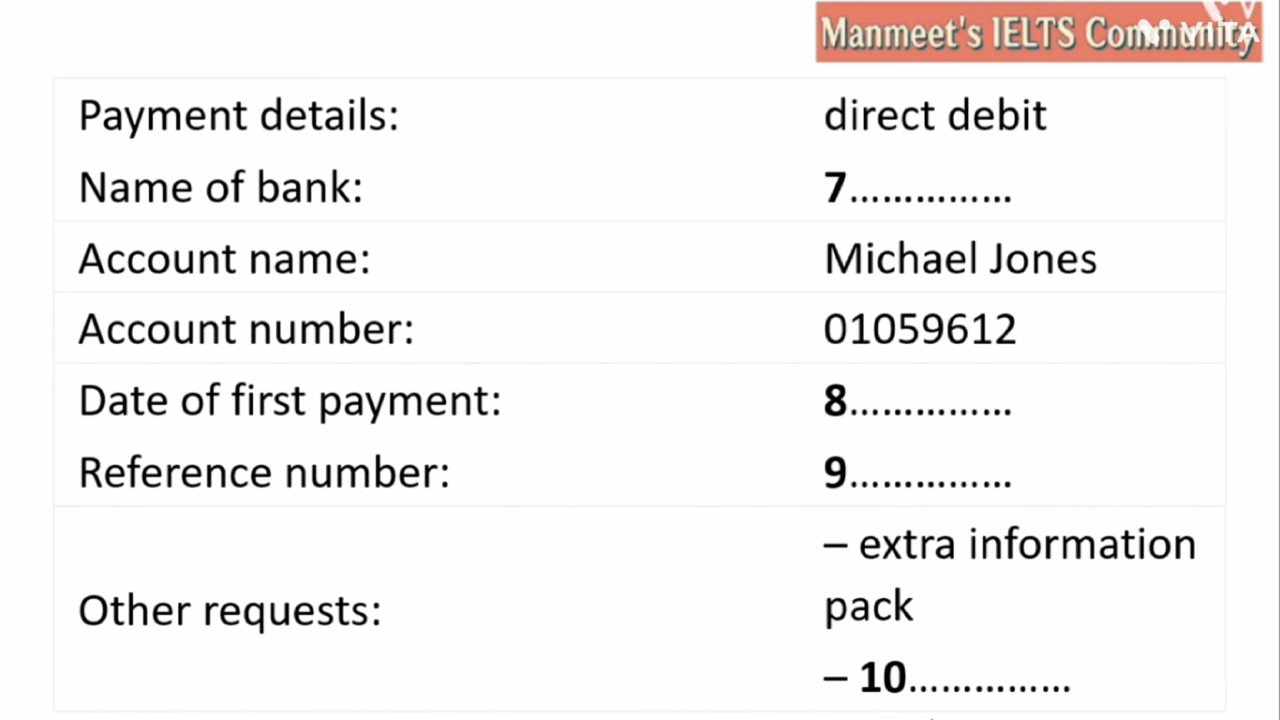 Manmeet's IELTS Community
VITA
Payment details: direct debit
Name of bank: 7...............
Account name: Michael Jones
Account number: 01059612
Date of first payment: 8...............
Reference number: 9...............
– extra information
Other requests: pack
– 10...............